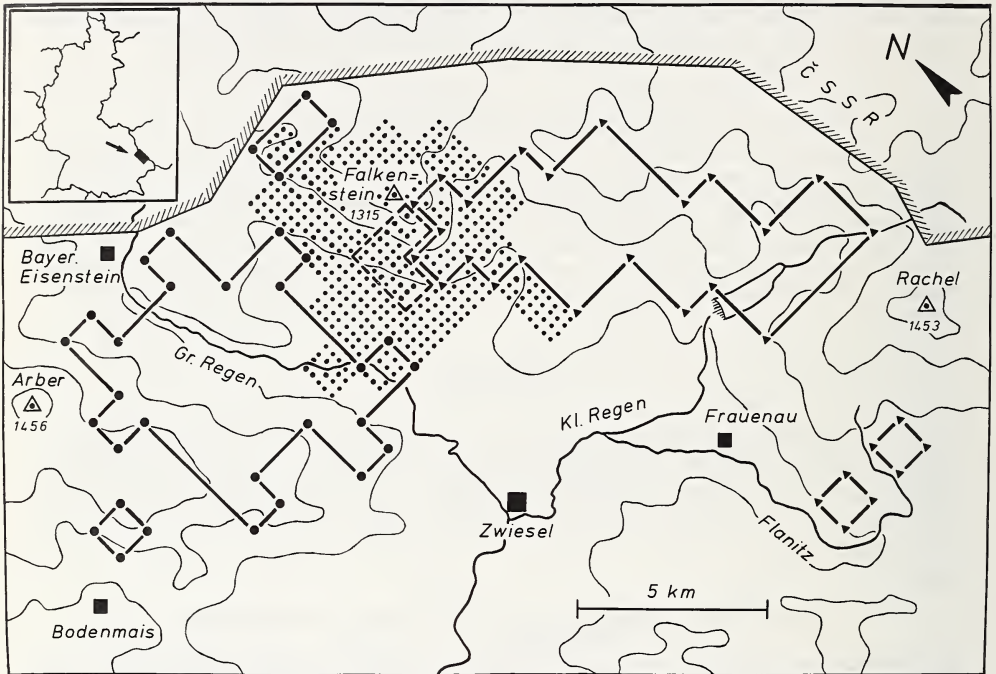 N
ČSSR
Falken=
stein
1315
Bayer.
Eisenstein
Rachel
1453
Gr. Regen
Arber
1456
Kl. Regen
Frauenau
Zwiesel
Flanitz
5 km
Bodenmais